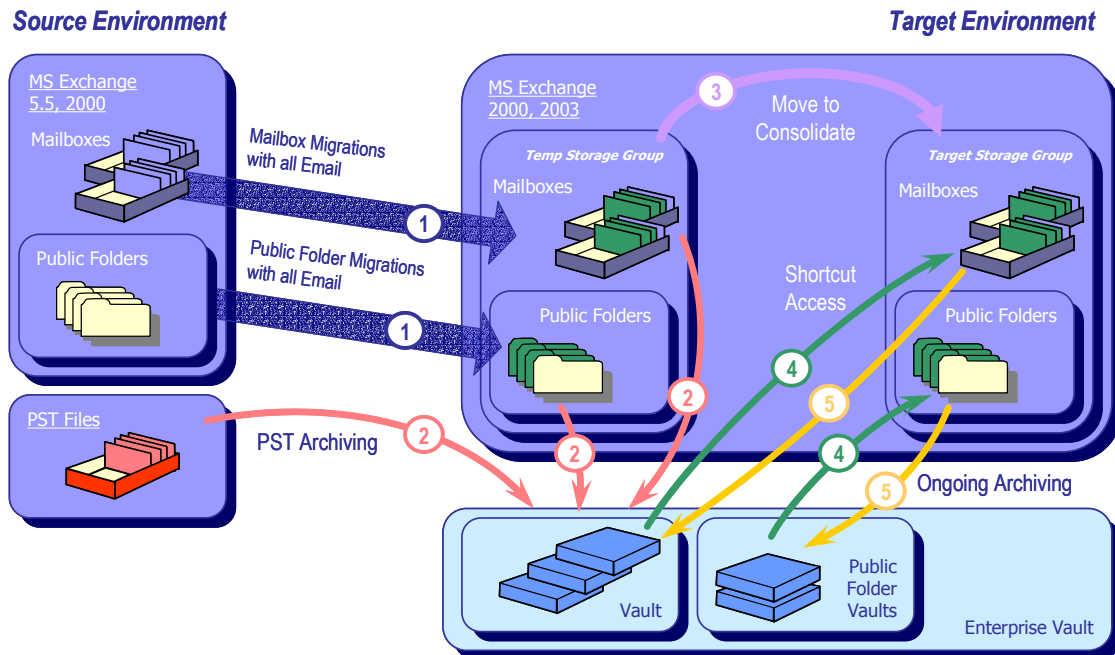 Source Environment
Target Environment
MS Exchange
5.5, 2000
Mailboxes
Public Folders
PST Files
Mailbox Migrations
with all Email
1
Public Folder Migrations
with all Email
1
PST Archiving
2
MS Exchange
2000, 2003
3
Move to
Consolidate
Temp Storage Group
Mailboxes
Public Folders
2
2
Target Storage Group
Mailboxes
Public Folders
Shortcut
Access
4
5
4
5
Ongoing Archiving
Vault
Public
Folder
Vaults
Enterprise Vault